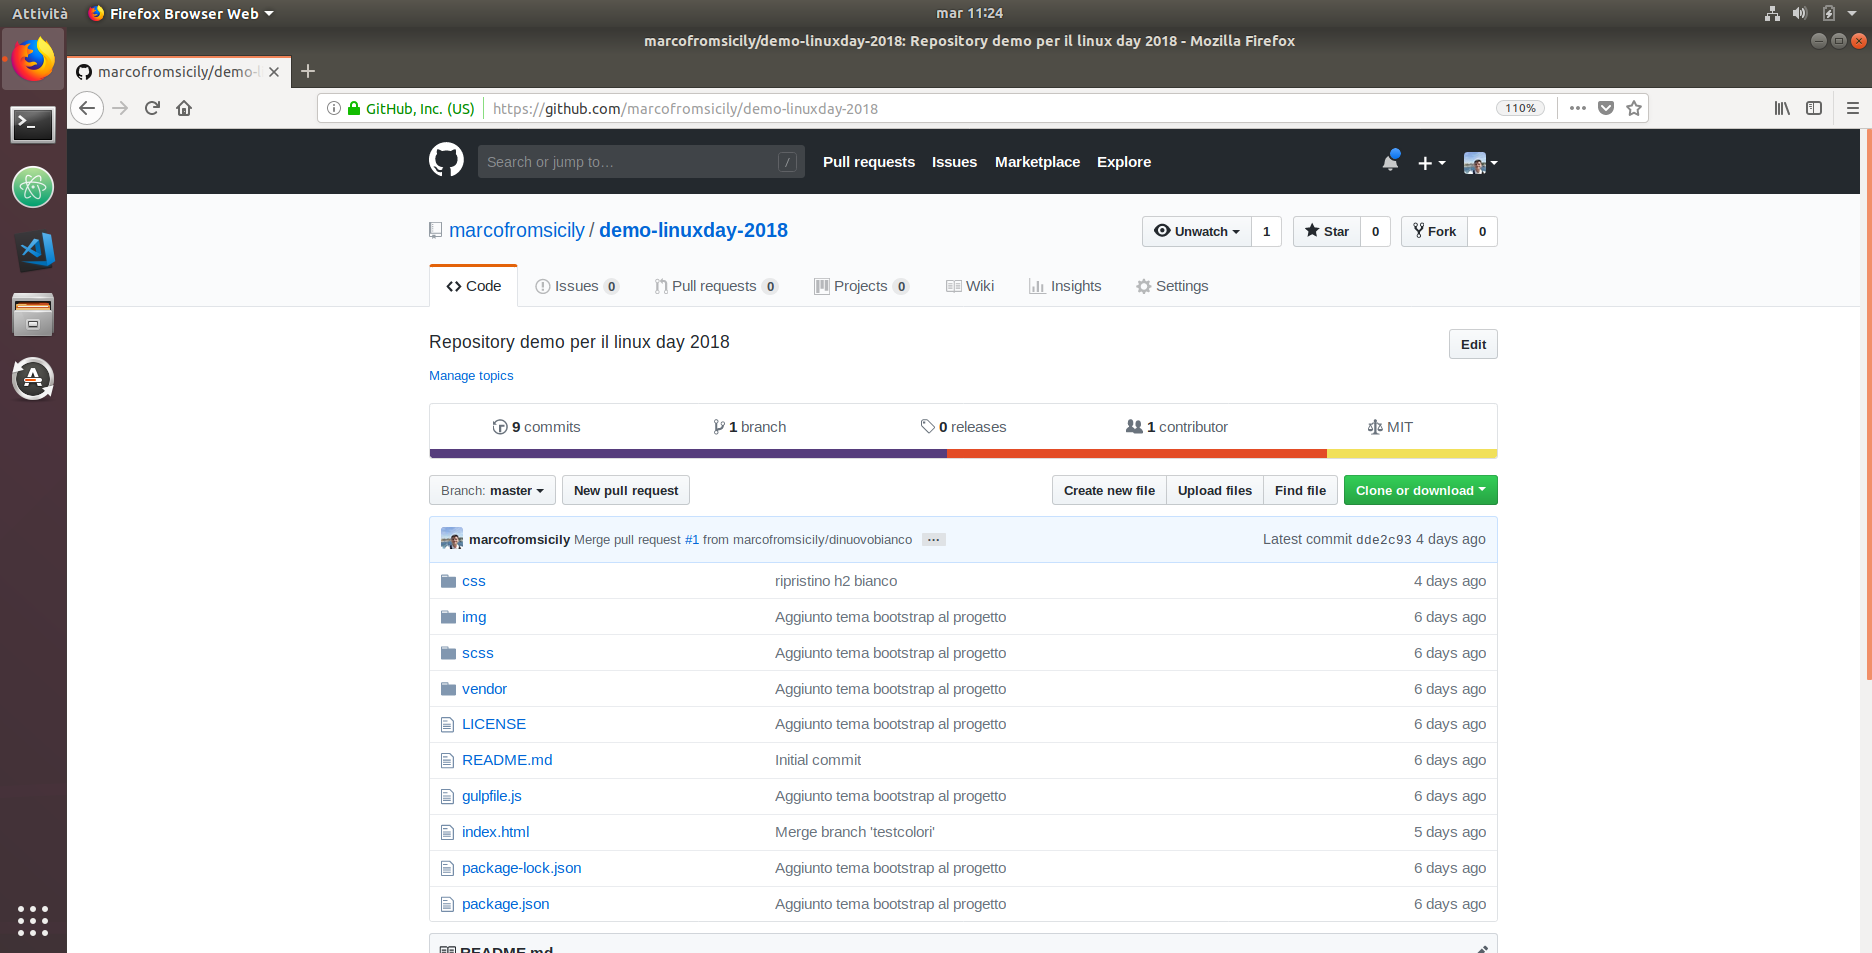 Attività Firefox Browser Web mar 11:24
marcofromsicily/demo-linuxday-2018: Repository demo per il linux day 2018 - Mozilla Firefox
marcofromsicily/demo-l
GitHub, Inc. (US) https://github.com/marcofromsicily/demo-linuxday-2018 110%
Search or jump to… / Pull requests Issues Marketplace Explore
marcofromsicily / demo-linuxday-2018 Unwatch 1 Star 0 Fork 0
Code Issues 0 Pull requests 0 Projects 0 Wiki Insights Settings
Repository demo per il linux day 2018 Edit
Manage topics
9 commits 1 branch 0 releases 1 contributor MIT
Branch: master New pull request Create new file Upload files Find file Clone or download
marcofromsicily Merge pull request #1 from marcofromsicily/dinuovobianco ... Latest commit dde2c93 4 days ago
css ripristino h2 bianco 4 days ago
img Aggiunto tema bootstrap al progetto 6 days ago
scss Aggiunto tema bootstrap al progetto 6 days ago
vendor Aggiunto tema bootstrap al progetto 6 days ago
LICENSE Aggiunto tema bootstrap al progetto 6 days ago
README.md Initial commit 6 days ago
gulpfile.js Aggiunto tema bootstrap al progetto 6 days ago
index.html Merge branch 'testcolori' 5 days ago
package-lock.json Aggiunto tema bootstrap al progetto 6 days ago
package.json Aggiunto tema bootstrap al progetto 6 days ago
README.md